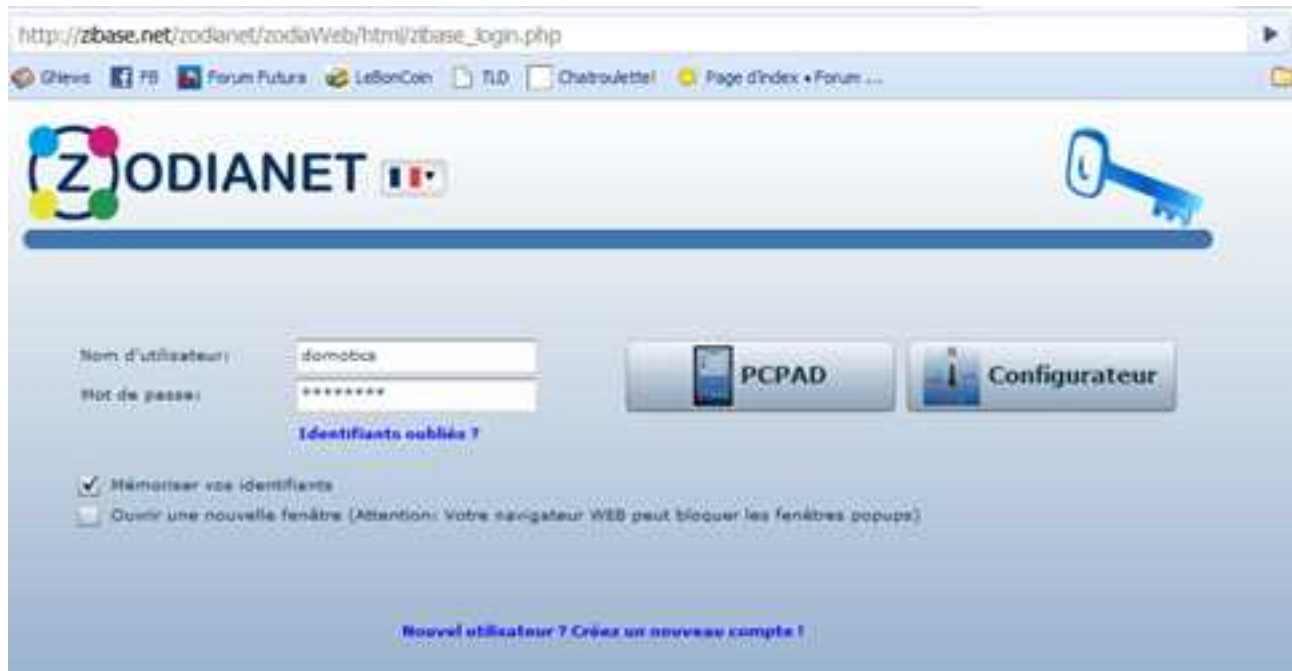 http://zibase.net/zodianet/zodiaWeb/html/zibase_login.php
GNews FB Forum Futura LeBonCoin TLD Chatroulette! Page d'index • Forum ...
ZODIANET
Nom d'utilisateur: domotics
Mot de passe: ********
Identifiants oubliés ?
PCPAD
Configurateur
Mémoriser vos identifiants
Ouvrir une nouvelle fenêtre (Attention: Votre navigateur WEB peut bloquer les fenêtres popups)
Nouvel utilisateur ? Créez un nouveau compte !